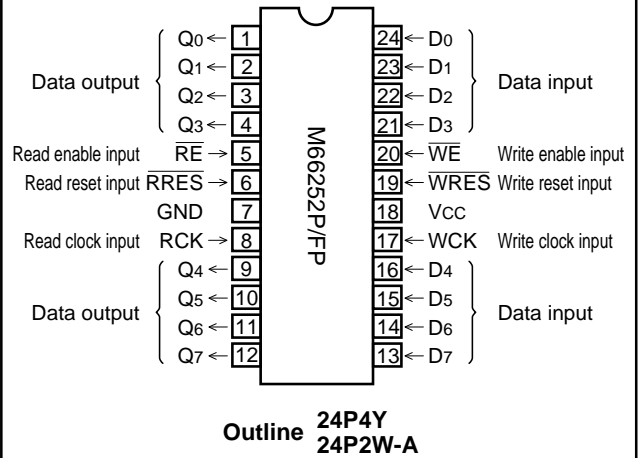 Data output
Q0 ← 1
Q1 ← 2
Q2 ← 3
Q3 ← 4
Read enable input RE → 5
Read reset input RRES → 6
GND 7
Read clock input RCK → 8
Data output
Q4 ← 9
Q5 ← 10
Q6 ← 11
Q7 ← 12
M66252P/FP
24 ← D0
23 ← D1
22 ← D2
21 ← D3
Data input
20 ← WE Write enable input
19 ← WRES Write reset input
18 VCC
17 ← WCK Write clock input
16 ← D4
15 ← D5
14 ← D6
13 ← D7
Data input
Outline 24P4Y
24P2W-A